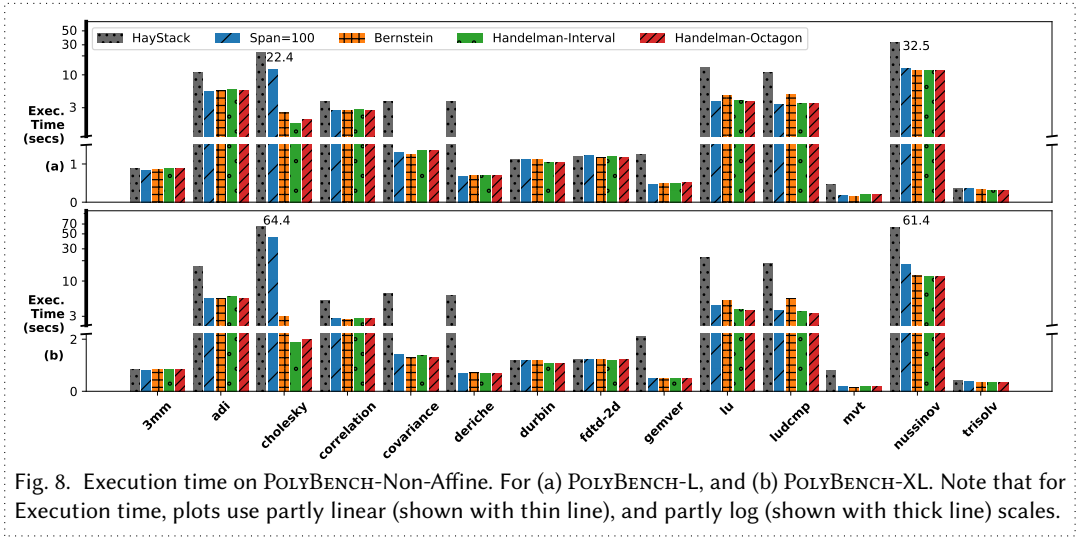 50
30
10
3
HayStack
Span=100
Bernstein
Handelman-Interval
Handelman-Octagon
22.4
32.5
Exec.
Time
(secs)
(a)
1
0
64.4
61.4
70
50
30
10
3
Exec.
Time
(secs)
(b)
2
0
3mm
adi
cholesky
correlation
covariance
deriche
durbin
fdtd-2d
gemver
lu
ludcmp
mvt
nussinov
trisolv
Fig. 8. Execution time on PolyBench-Non-Affine. For (a) PolyBench-L, and (b) PolyBench-XL. Note that for
Execution time, plots use partly linear (shown with thin line), and partly log (shown with thick line) scales.